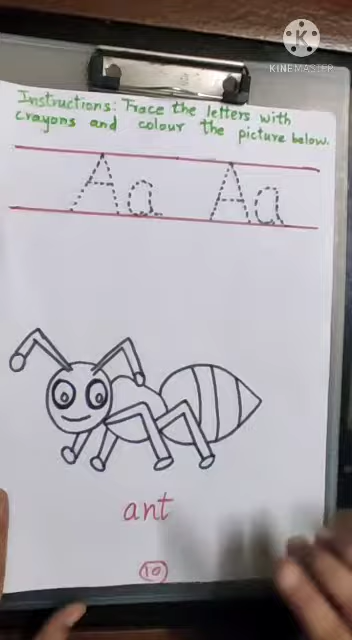 KINEMASTER
Instructions: Trace the letters with
crayons and colour the picture below.
Aa Aa
ant
10